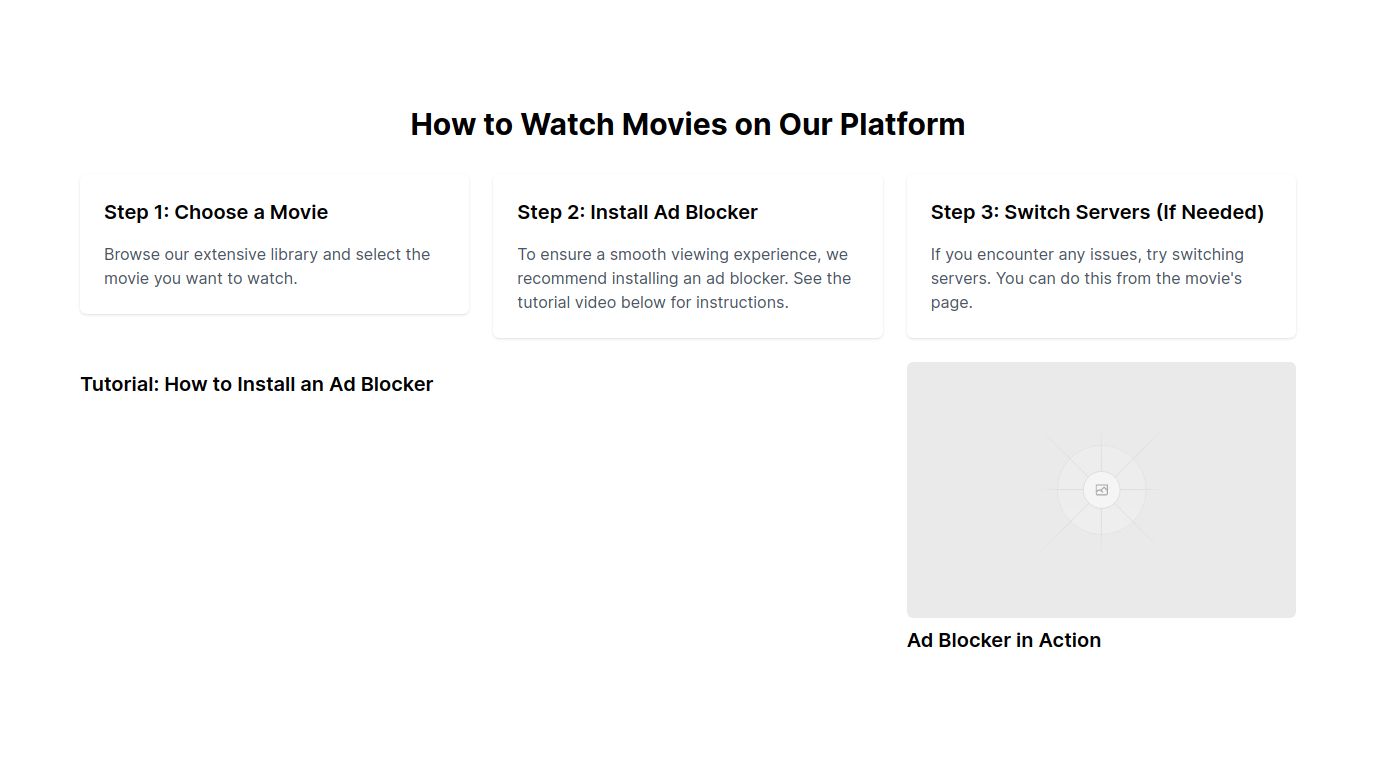 How to Watch Movies on Our Platform
Step 1: Choose a Movie
Browse our extensive library and select the
movie you want to watch.
Step 2: Install Ad Blocker
To ensure a smooth viewing experience, we
recommend installing an ad blocker. See the
tutorial video below for instructions.
Step 3: Switch Servers (If Needed)
If you encounter any issues, try switching
servers. You can do this from the movie's
page.
Tutorial: How to Install an Ad Blocker
Ad Blocker in Action